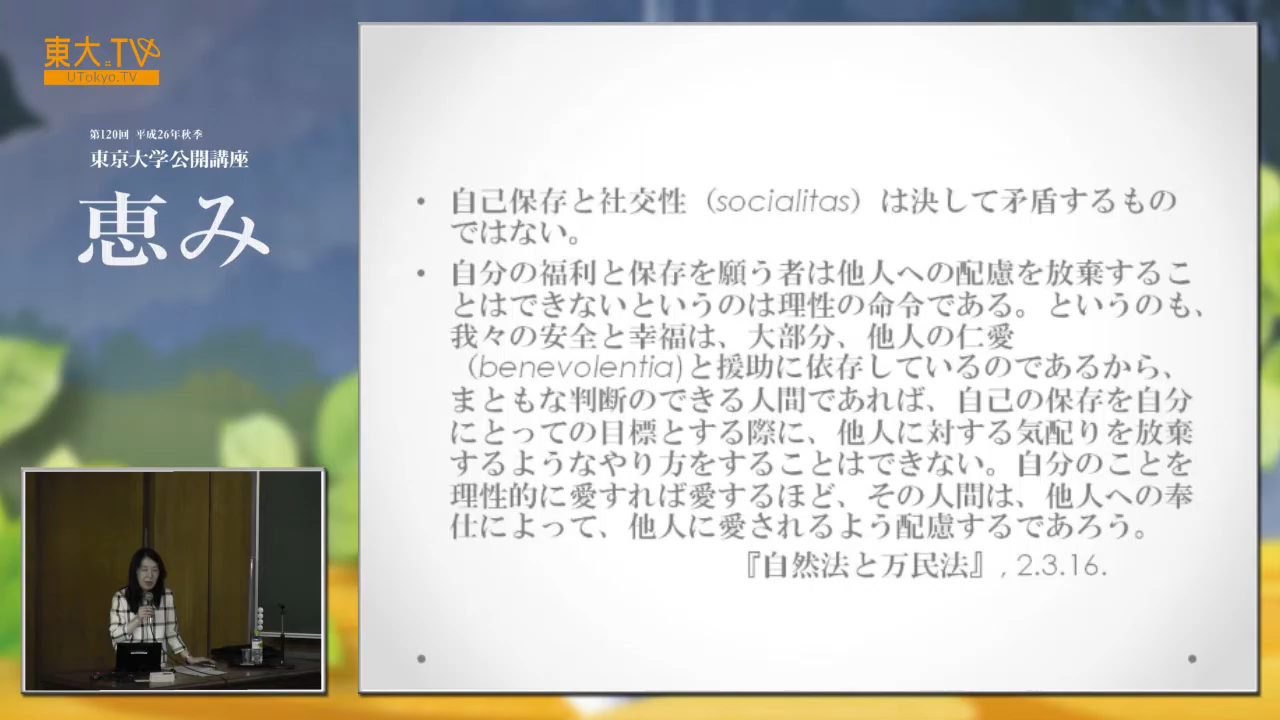 東大.TV
UTokyo.TV
第120回 平成26年秋季
東京大学公開講座
恵み
• 自己保存と社交性（socialitas）は決して矛盾するもの
ではない。
• 自分の福利と保存を願う者は他人への配慮を放棄するこ
とはできないというのは理性の命令である。というのも、
我々の安全と幸福は、大部分、他人の仁愛
（benevolentia)と援助に依存しているのであるから、
まともな判断のできる人間であれば、自己の保存を自分
にとっての目標とする際に、他人に対する気配りを放棄
するようなやり方をすることはできない。自分のことを
理性的に愛すれば愛するほど、その人間は、他人への奉
仕によって、他人に愛されるよう配慮するであろう。
『自然法と万民法』, 2.3.16.